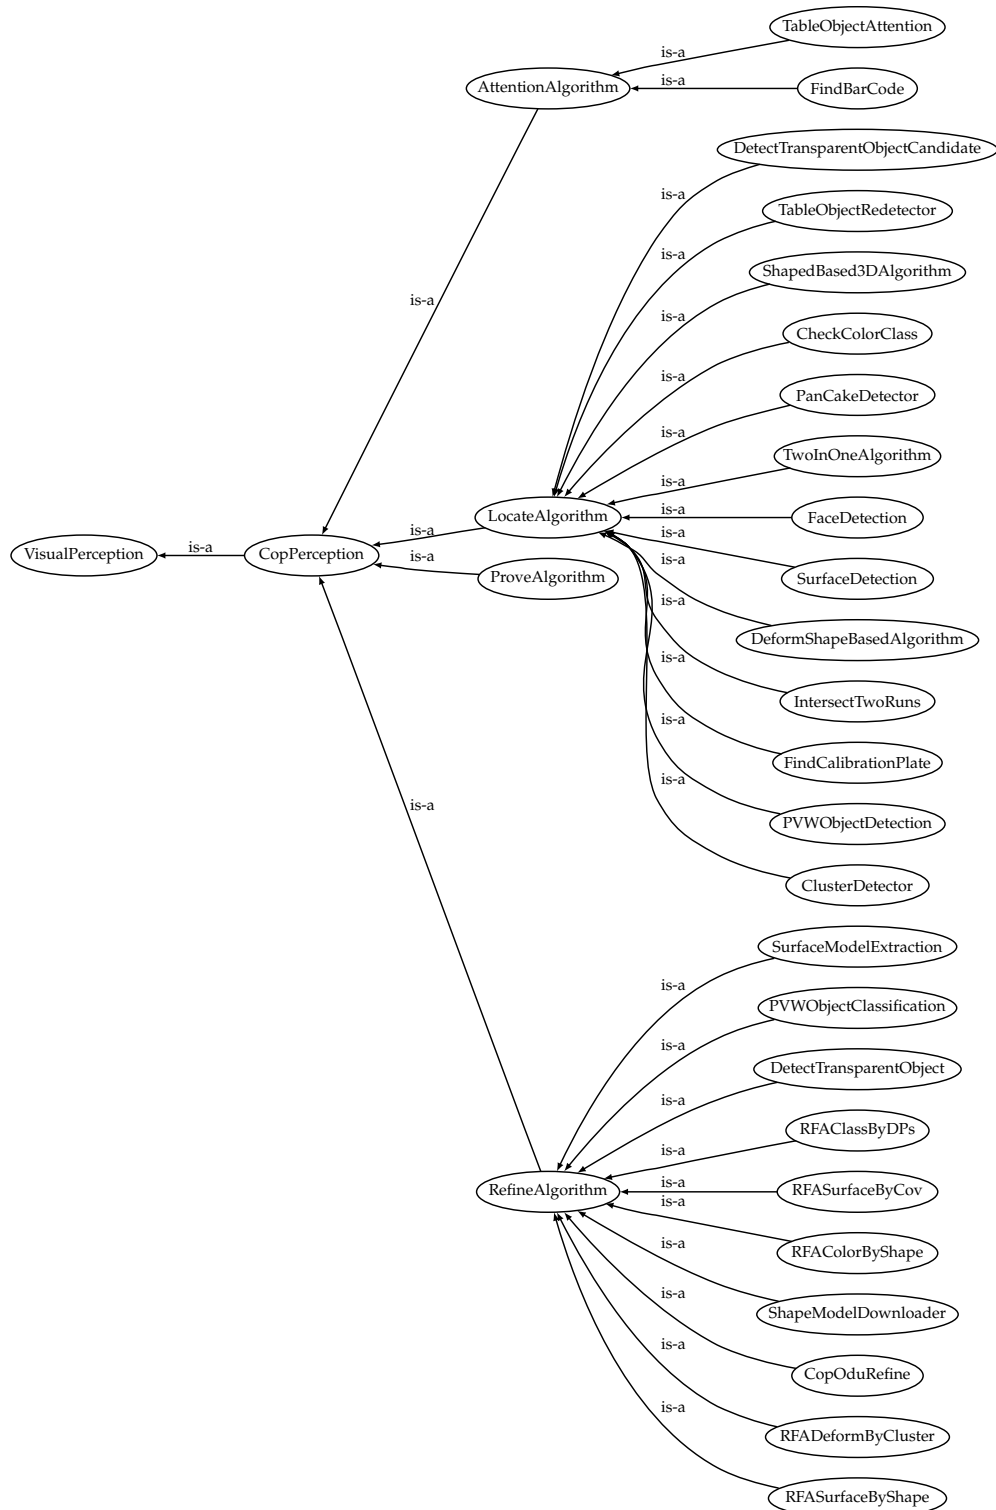 TableObjectAttention
is-a
AttentionAlgorithm
is-a
FindBarCode
DetectTransparentObjectCandidate
is-a
TableObjectRedetector
is-a
ShapedBased3DAlgorithm
is-a
is-a
CheckColorClass
is-a
PanCakeDetector
is-a
TwoInOneAlgorithm
is-a
LocateAlgorithm
is-a
FaceDetection
is-a
is-a
VisualPerception
is-a
CopPerception
is-a
ProveAlgorithm
is-a
SurfaceDetection
is-a
DeformShapeBasedAlgorithm
is-a
IntersectTwoRuns
is-a
FindCalibrationPlate
is-a
is-a
PVWObjectDetection
ClusterDetector
SurfaceModelExtraction
is-a
PVWObjectClassification
is-a
DetectTransparentObject
is-a
RFAClassByDPs
is-a
RefineAlgorithm
is-a
RFASurfaceByCov
is-a
RFAColorByShape
is-a
ShapeModelDownloader
is-a
CopOduRefine
is-a
RFADeformByCluster
is-a
RFASurfaceByShape